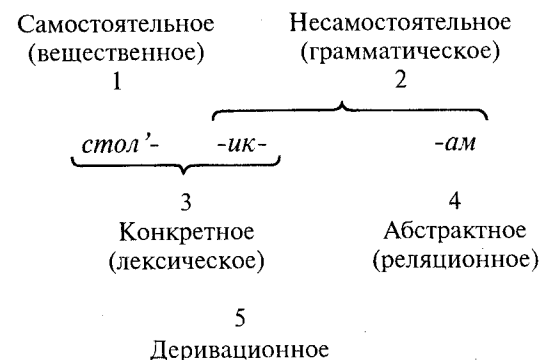 Самостоятельное Несамостоятельное
(вещественное) (грамматическое)
1 2
стол’- -ик- -ам
3 4
Конкретное Абстрактное
(лексическое) (реляционное)
5
Деривационное